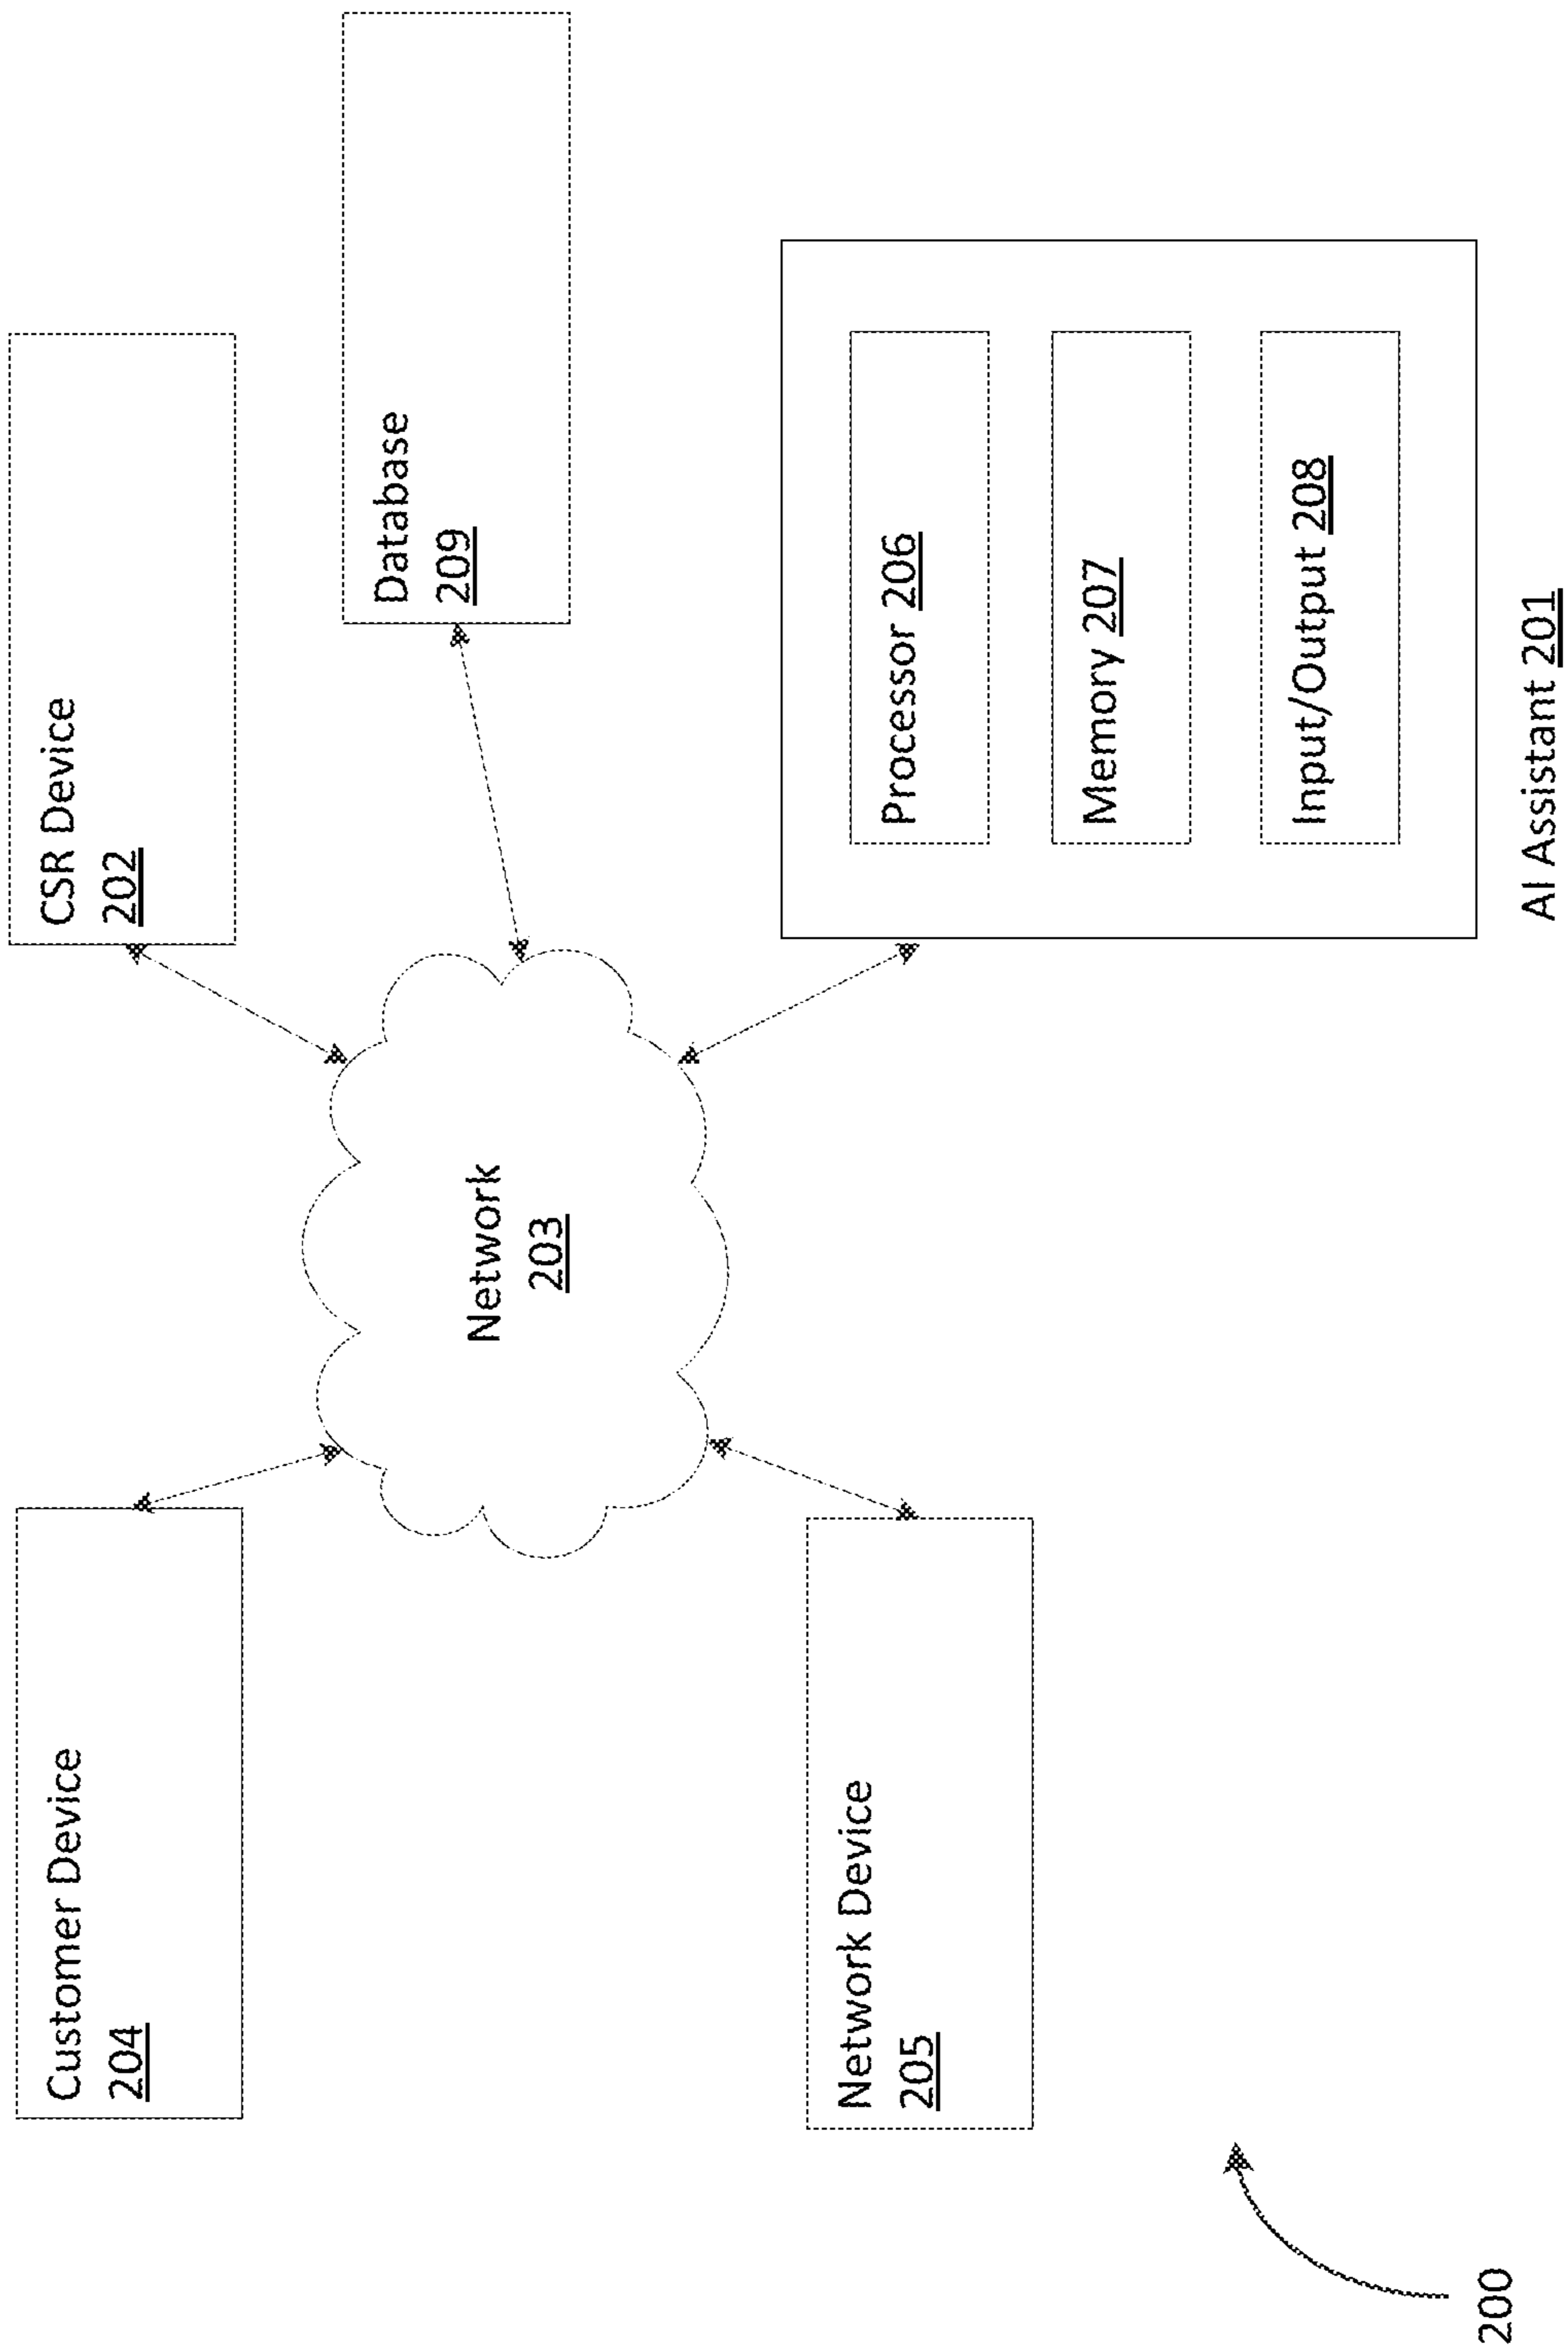 Customer Device
204
CSR Device
202
Database
209
Network
203
Network Device
205
Processor 206
Memory 207
Input/Output 208
AI Assistant 201
200